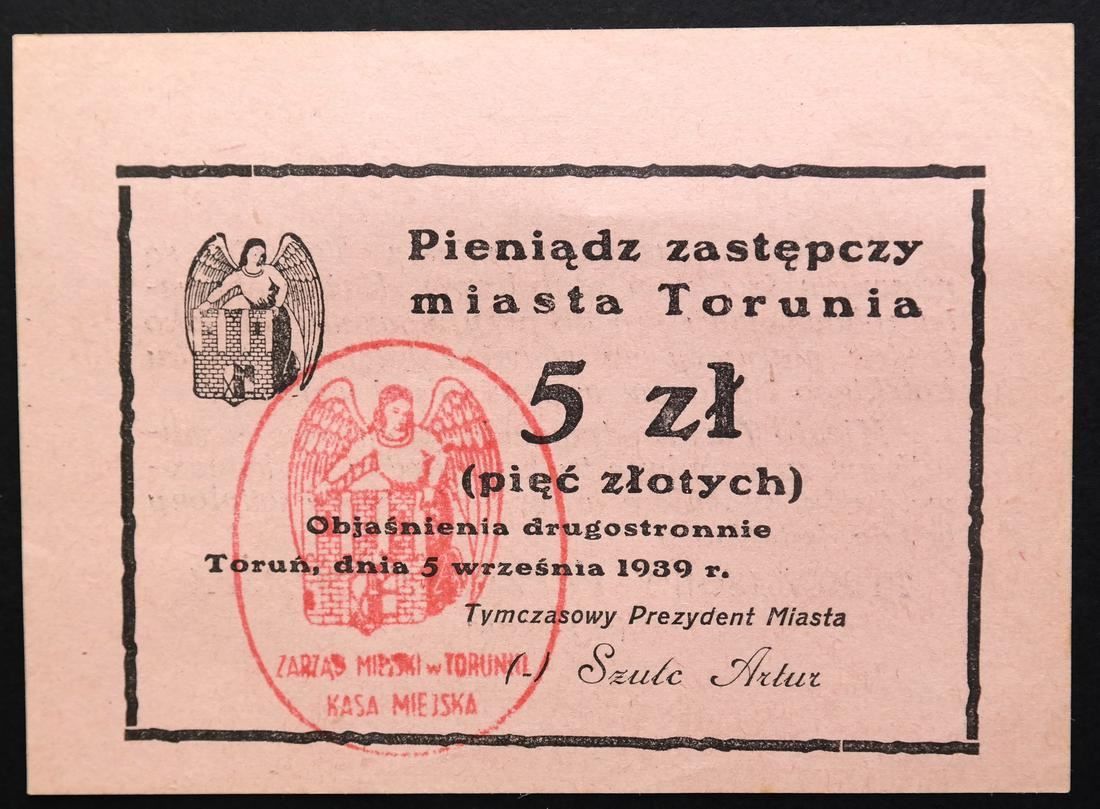 Pieniądz zastępczy
miasta Torunia
5 zł
(pięć złotych)
Objaśnienia drugostronnie
Toruń, dnia 5 września 1939 r.
Tymczasowy Prezydent Miasta
(-) Szulc Artur
ZARZĄD MIEJSKI w TORUNIU
KASA MIEJSKA